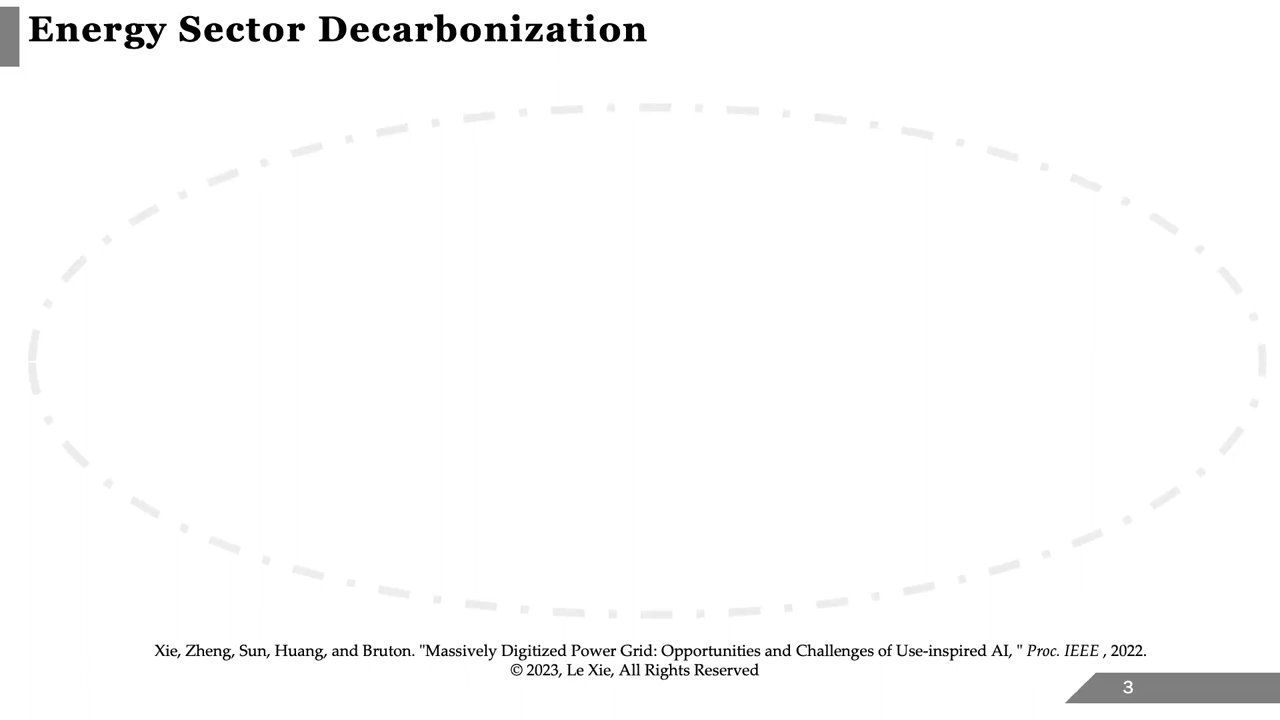 Energy Sector Decarbonization
Xie, Zheng, Sun, Huang, and Bruton. "Massively Digitized Power Grid: Opportunities and Challenges of Use-inspired AI, " Proc. IEEE , 2022.
© 2023, Le Xie, All Rights Reserved
3